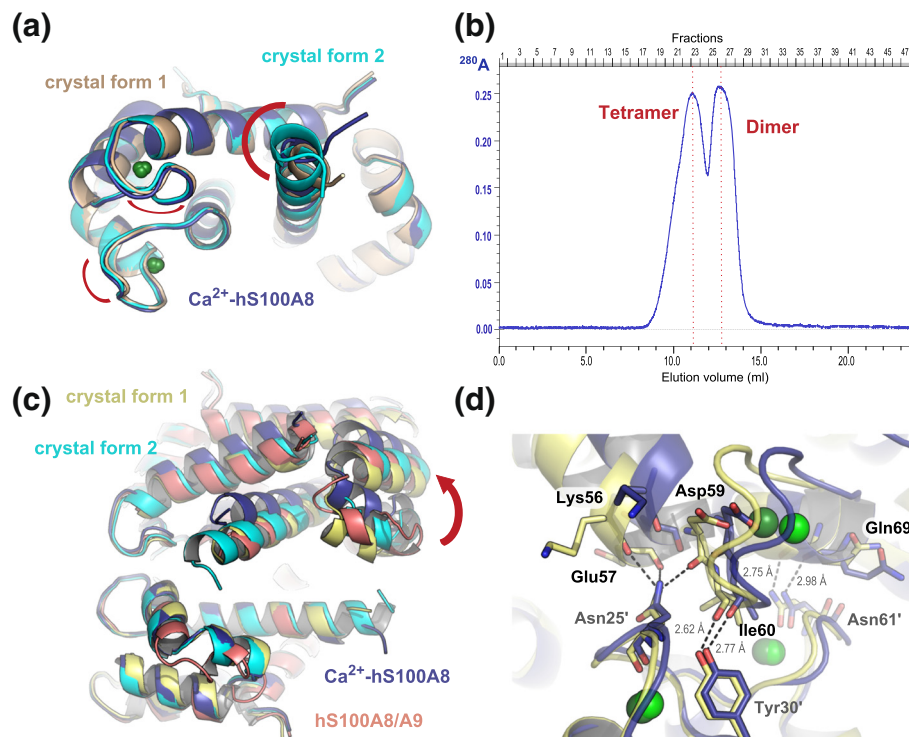 (a)
crystal form 2
crystal form 1
Ca²⁺-hS100A8
(b)
Fractions
1 3 5 7 9 11 13 15 17 19 21 23 25 27 29 31 33 35 37 39 41 43 45 47
²⁸⁰A
0.25
0.20
0.15
0.10
0.05
0.00
Tetramer
Dimer
0.0 5.0 10.0 15.0 20.0
Elution volume (ml)
(c)
crystal form 1
crystal form 2
Ca²⁺-hS100A8
hS100A8/A9
(d)
Lys56
Asp59
Gln69
Glu57
2.75 Å
2.98 Å
Asn25'
Asn61'
2.62 Å
Ile60
2.77 Å
Tyr30'